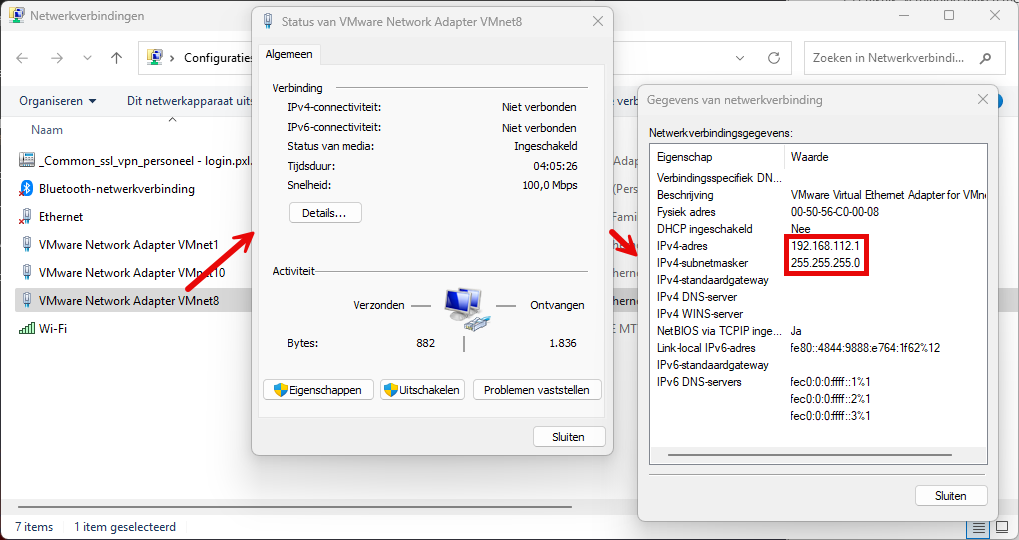 Netwerkverbindingen
Configuraties
Zoeken in Netwerkverbindi...
Organiseren
Dit netwerkapparaat uits
Naam
_Common_ssl_vpn_personeel - login.pxl.
Bluetooth-netwerkverbinding
Ethernet
VMware Network Adapter VMnet1
VMware Network Adapter VMnet10
VMware Network Adapter VMnet8
Wi-Fi
7 items
1 item geselecteerd
Status van VMware Network Adapter VMnet8
Algemeen
Verbinding
IPv4-connectiviteit: Niet verbonden
IPv6-connectiviteit: Niet verbonden
Status van media: Ingeschakeld
Tijdsduur: 04:05:26
Snelheid: 100,0 Mbps
Details...
Activiteit
Verzonden Ontvangen
Bytes: 882 1.836
Eigenschappen
Uitschakelen
Problemen vaststellen
Sluiten
Gegevens van netwerkverbinding
Netwerkverbindingsgegevens:
Eigenschap Waarde
Verbindingsspecifiek DN...
Beschrijving VMware Virtual Ethernet Adapter for VMne
Fysiek adres 00-50-56-C0-00-08
DHCP ingeschakeld Nee
IPv4-adres 192.168.112.1
IPv4-subnetmasker 255.255.255.0
IPv4-standaardgateway
IPv4 DNS-server
IPv4 WINS-server
NetBIOS via TCPIP inge... Ja
Link-local IPv6-adres fe80::4844:9888:e764:1f62%12
IPv6-standaardgateway
IPv6 DNS-servers fec0:0:0:ffff::1%1
fec0:0:0:ffff::2%1
fec0:0:0:ffff::3%1
Sluiten